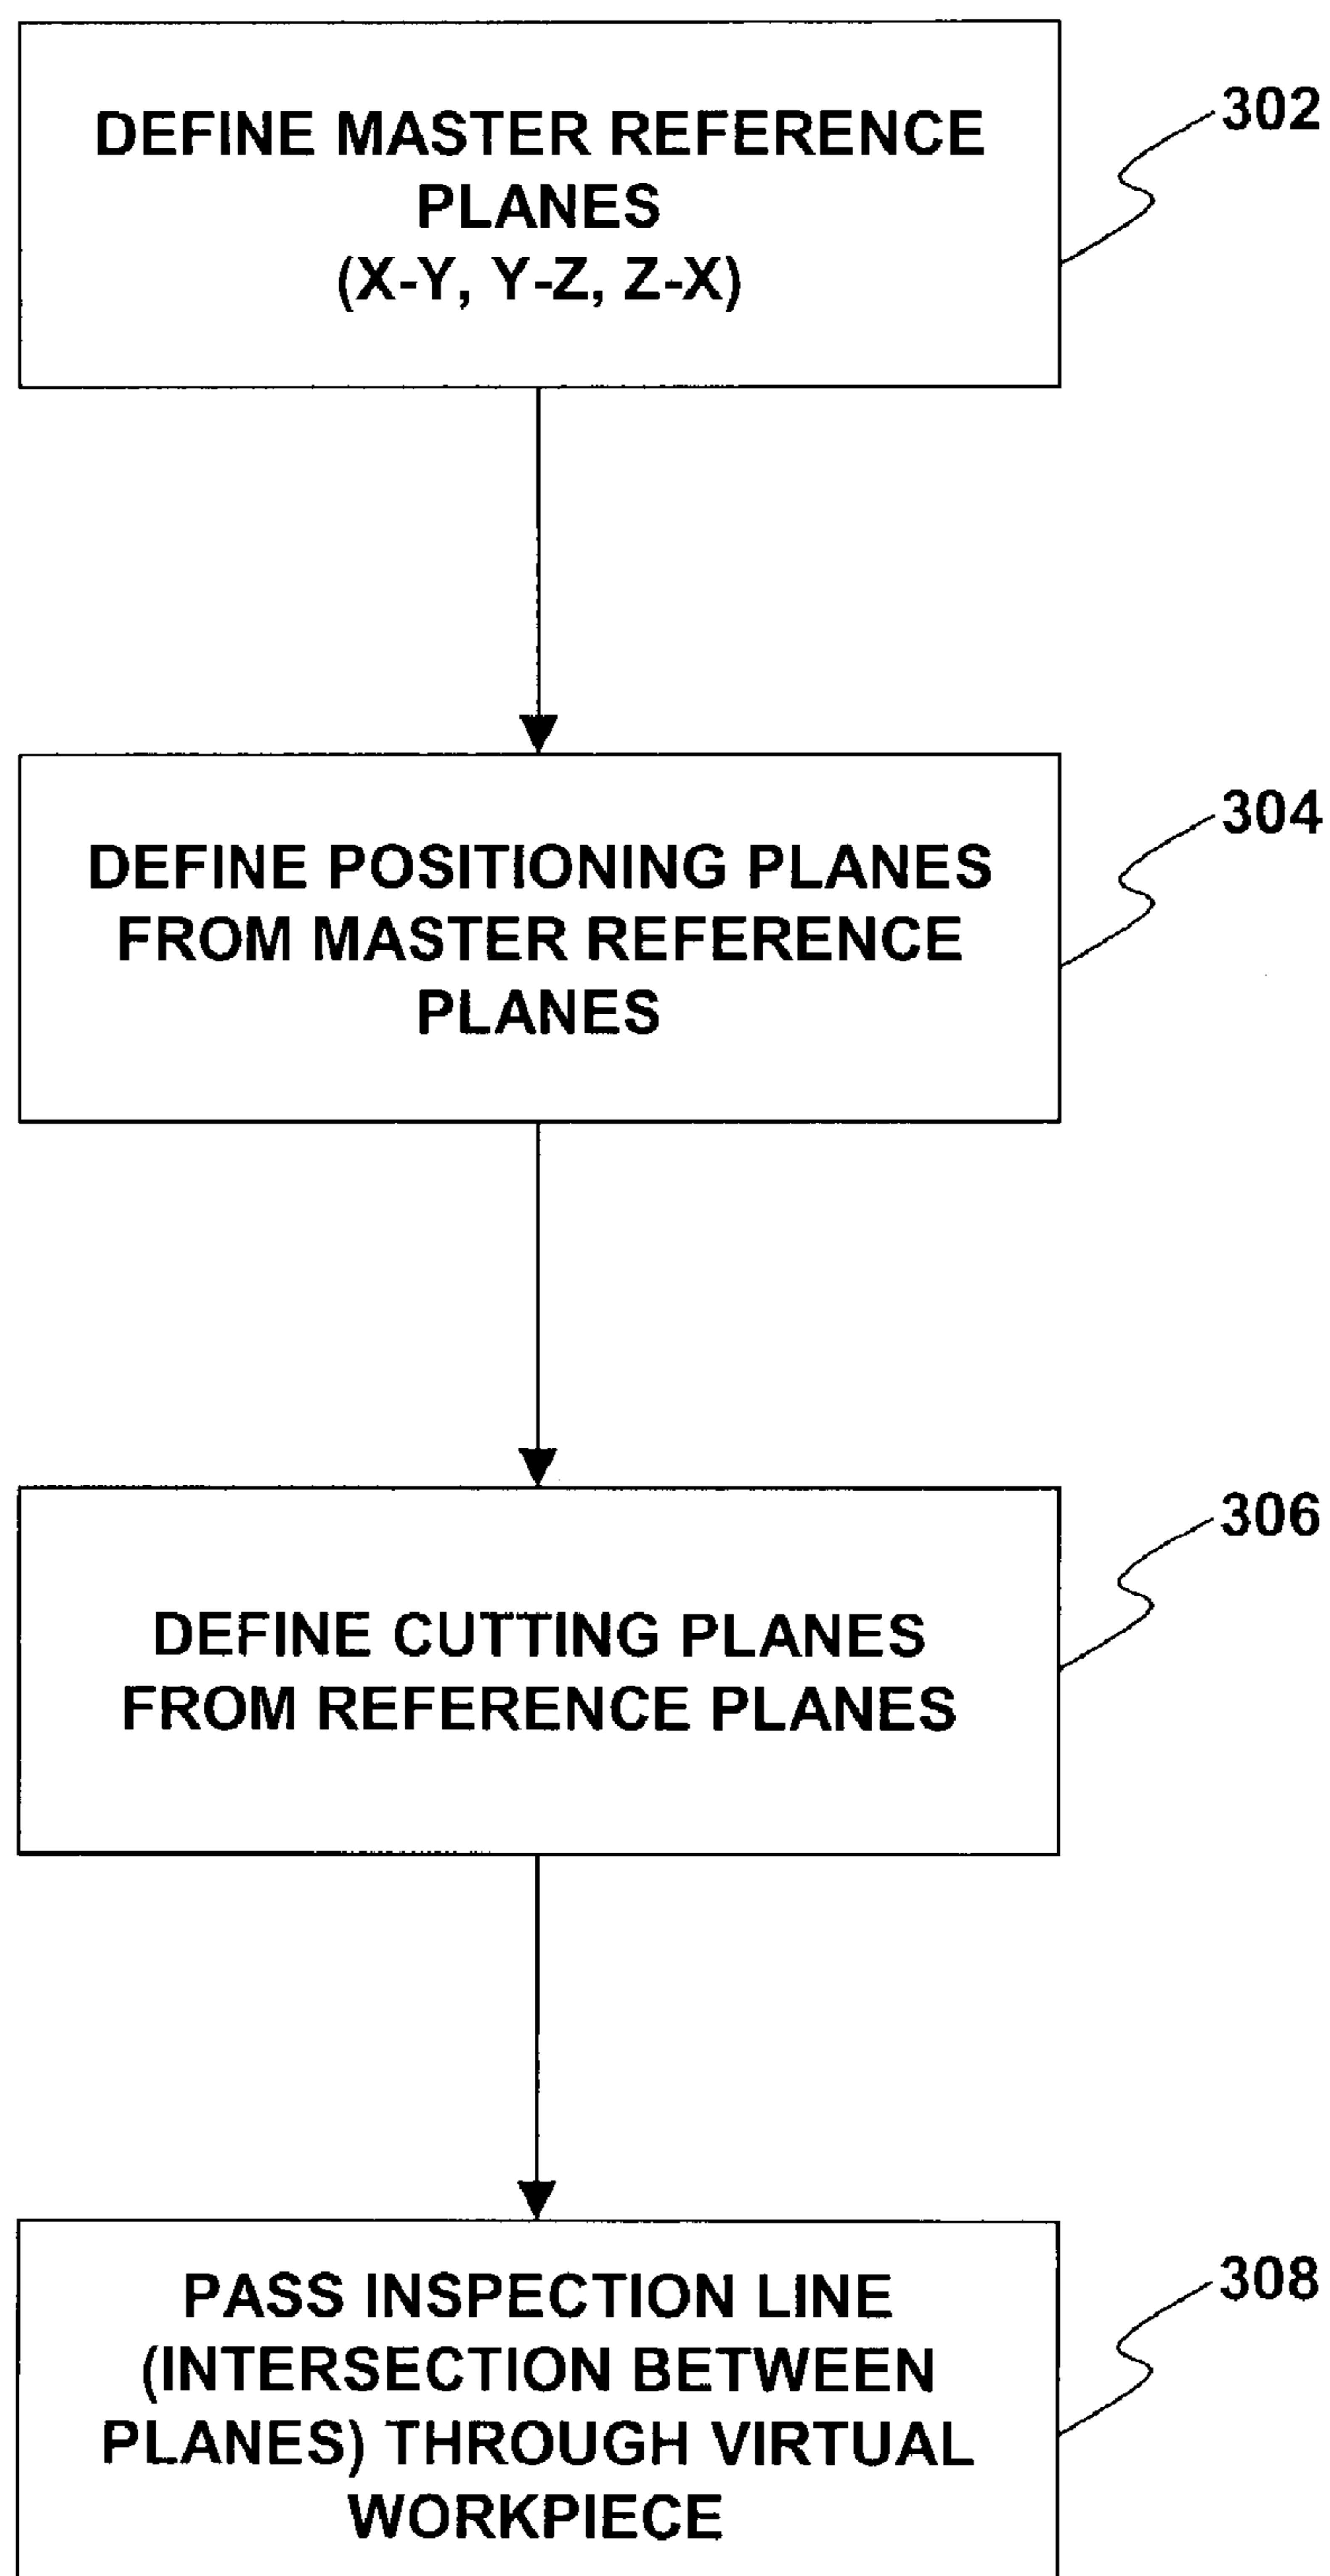 DEFINE MASTER REFERENCE
PLANES
(X-Y, Y-Z, Z-X)
302
DEFINE POSITIONING PLANES
FROM MASTER REFERENCE
PLANES
304
DEFINE CUTTING PLANES
FROM REFERENCE PLANES
306
PASS INSPECTION LINE
(INTERSECTION BETWEEN
PLANES) THROUGH VIRTUAL
WORKPIECE
308